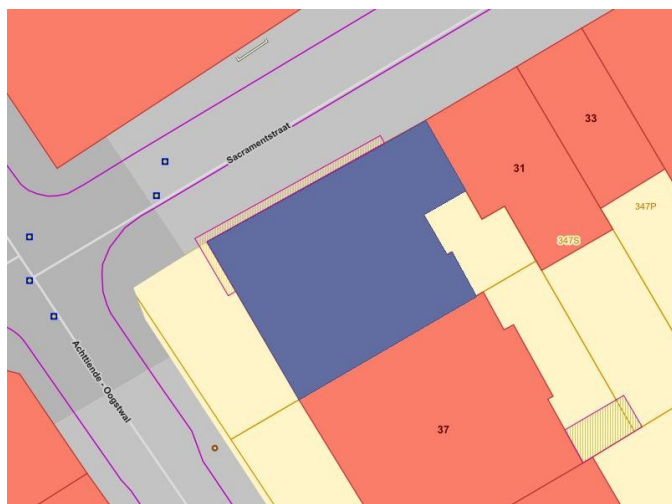 Sacramentstraat
33
31
347P
347S
Achttiende - Oogstwal
37